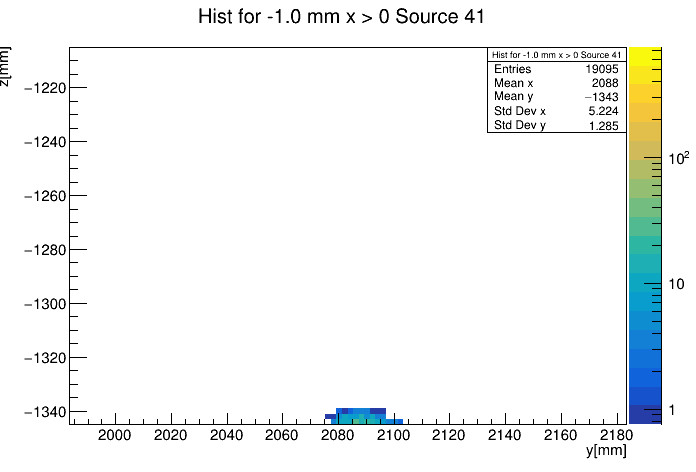 Hist for -1.0 mm x > 0 Source 41
z[mm]
Hist for -1.0 mm x > 0 Source 41
Entries 19095
Mean x 2088
Mean y −1343
Std Dev x 5.224
Std Dev y 1.285
−1220
−1240
−1260
−1280
−1300
−1320
−1340
10²
10
1
2000 2020 2040 2060 2080 2100 2120 2140 2160 2180
y[mm]